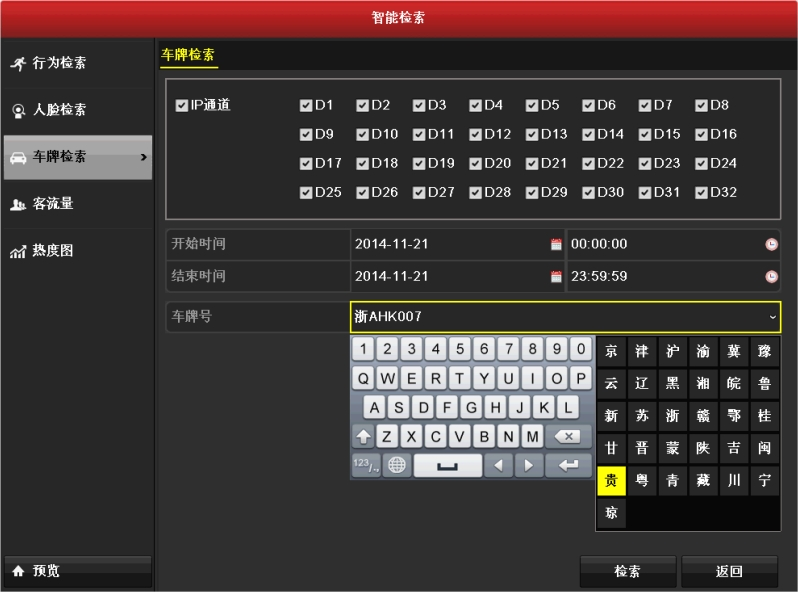 智能检索
行为检索
人脸检索
车牌检索
客流量
热度图
预览
车牌检索
IP通道 D1 D2 D3 D4 D5 D6 D7 D8
D9 D10 D11 D12 D13 D14 D15 D16
D17 D18 D19 D20 D21 D22 D23 D24
D25 D26 D27 D28 D29 D30 D31 D32
开始时间 2014-11-21 00:00:00
结束时间 2014-11-21 23:59:59
车牌号 浙AHK007
1 2 3 4 5 6 7 8 9 0
Q W E R T Y U I O P
A S D F G H J K L
Z X C V B N M
123/.,
京 津 沪 渝 冀 豫
云 辽 黑 湘 皖 鲁
新 苏 浙 赣 鄂 桂
甘 晋 蒙 陕 吉 闽
贵 粤 青 藏 川 宁
琼
检索 返回